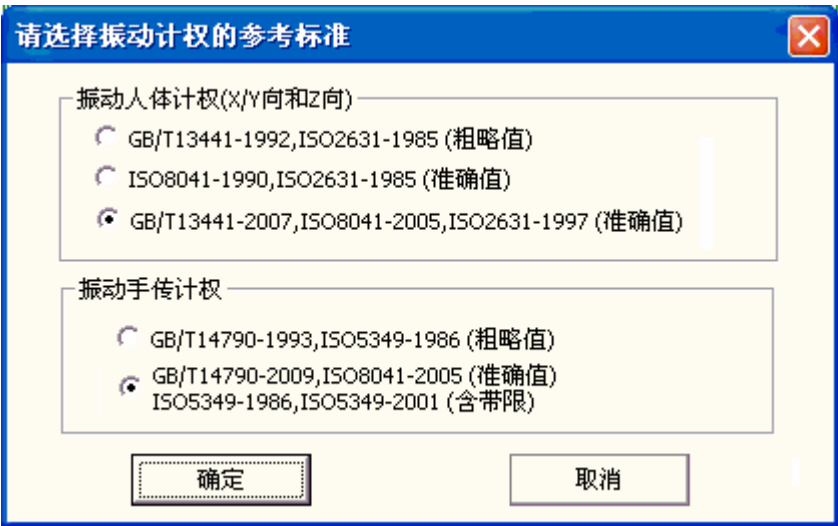 请选择振动计权的参考标准
振动人体计权(X/Y向和Z向)
GB/T13441-1992,ISO2631-1985 (粗略值)
ISO8041-1990,ISO2631-1985 (准确值)
GB/T13441-2007,ISO8041-2005,ISO2631-1997 (准确值)
振动手传计权
GB/T14790-1993,ISO5349-1986 (粗略值)
GB/T14790-2009,ISO8041-2005 (准确值)
ISO5349-1986,ISO5349-2001 (含带限)
确定
取消